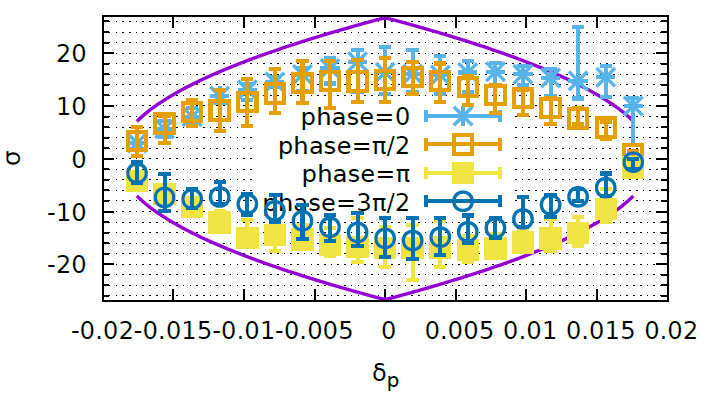 20
10
0
-10
-20
σ
phase=0
phase=π/2
phase=π
phase=3π/2
-0.02 -0.015 -0.01 -0.005 0 0.005 0.01 0.015 0.02
δp